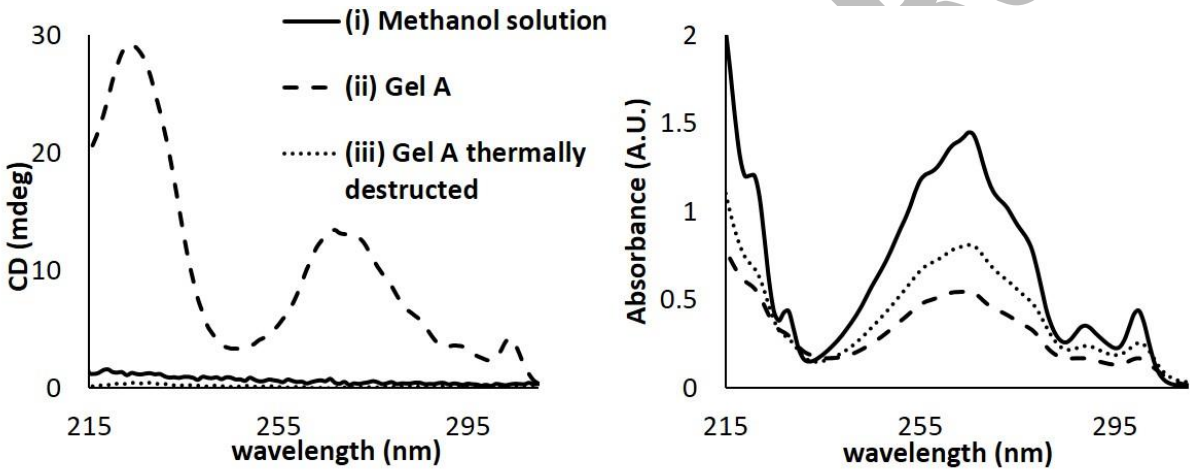 (i) Methanol solution
(ii) Gel A
(iii) Gel A thermally
destructed
CD (mdeg)
30
20
10
0
215
255
295
wavelength (nm)
Absorbance (A.U.)
2
1.5
1
0.5
0
215
255
295
wavelength (nm)